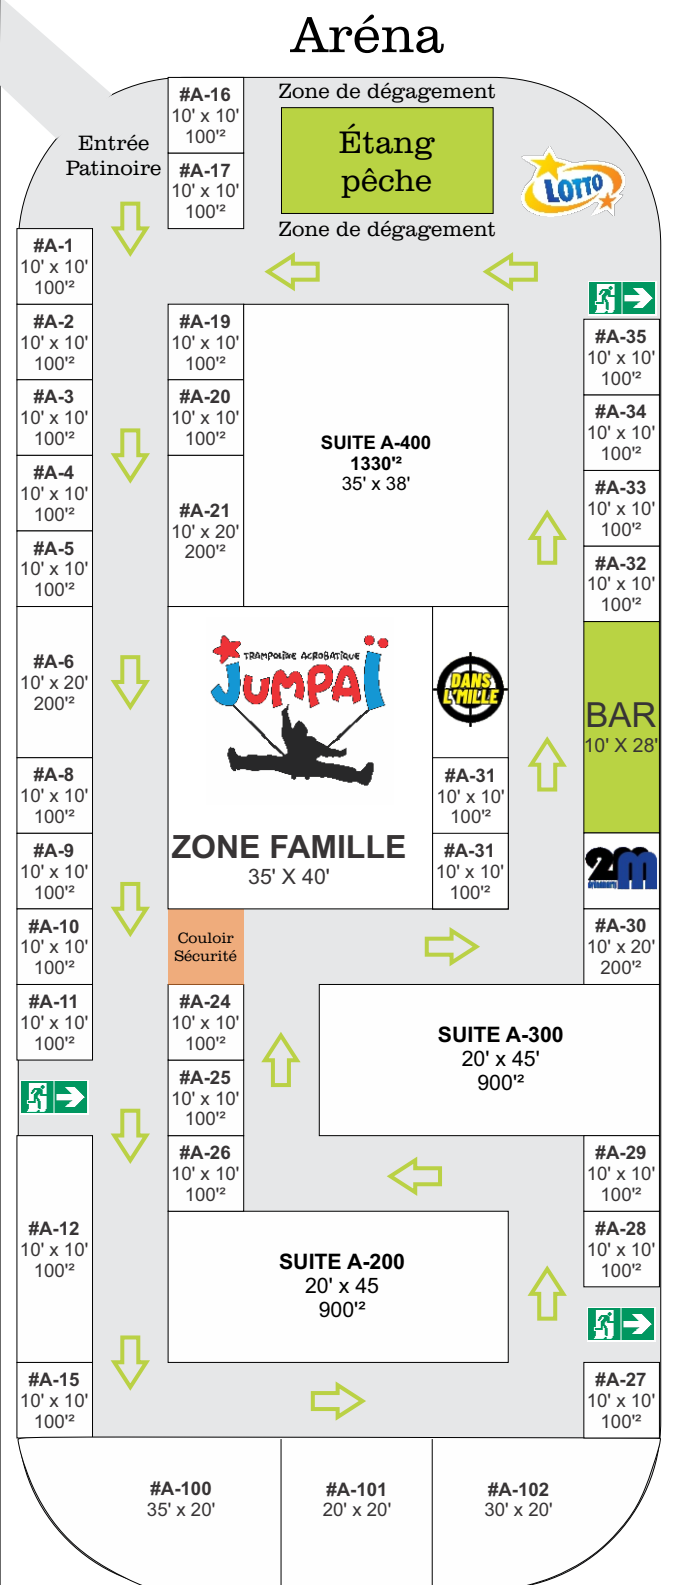 Aréna
#A-16
10' x 10'
100'²
Zone de dégagement
Étang
pêche
Zone de dégagement
Entrée
Patinoire
#A-17
10' x 10'
100'²
LOTTO
#A-1
10' x 10'
100'²
#A-2
10' x 10'
100'²
#A-3
10' x 10'
100'²
#A-4
10' x 10'
100'²
#A-5
10' x 10'
100'²
#A-6
10' x 20'
200'²
#A-8
10' x 10'
100'²
#A-9
10' x 10'
100'²
#A-10
10' x 10'
100'²
#A-11
10' x 10'
100'²
#A-12
10' x 10'
100'²
#A-15
10' x 10'
100'²
#A-19
10' x 10'
100'²
#A-20
10' x 10'
100'²
#A-21
10' x 20'
200'²
SUITE A-400
1330'²
35' x 38'
TRAMPOLINE ACROBATIQUE
JUMPAÏ
ZONE FAMILLE
35' X 40'
DANS
L'MILLE
#A-31
10' x 10'
100'²
#A-31
10' x 10'
100'²
Couloir
Sécurité
#A-24
10' x 10'
100'²
#A-25
10' x 10'
100'²
#A-26
10' x 10'
100'²
SUITE A-300
20' x 45'
900'²
SUITE A-200
20' x 45
900'²
#A-35
10' x 10'
100'²
#A-34
10' x 10'
100'²
#A-33
10' x 10'
100'²
#A-32
10' x 10'
100'²
BAR
10' X 28'
2M
#A-30
10' x 20'
200'²
#A-29
10' x 10'
100'²
#A-28
10' x 10'
100'²
#A-27
10' x 10'
100'²
#A-100
35' x 20'
#A-101
20' x 20'
#A-102
30' x 20'